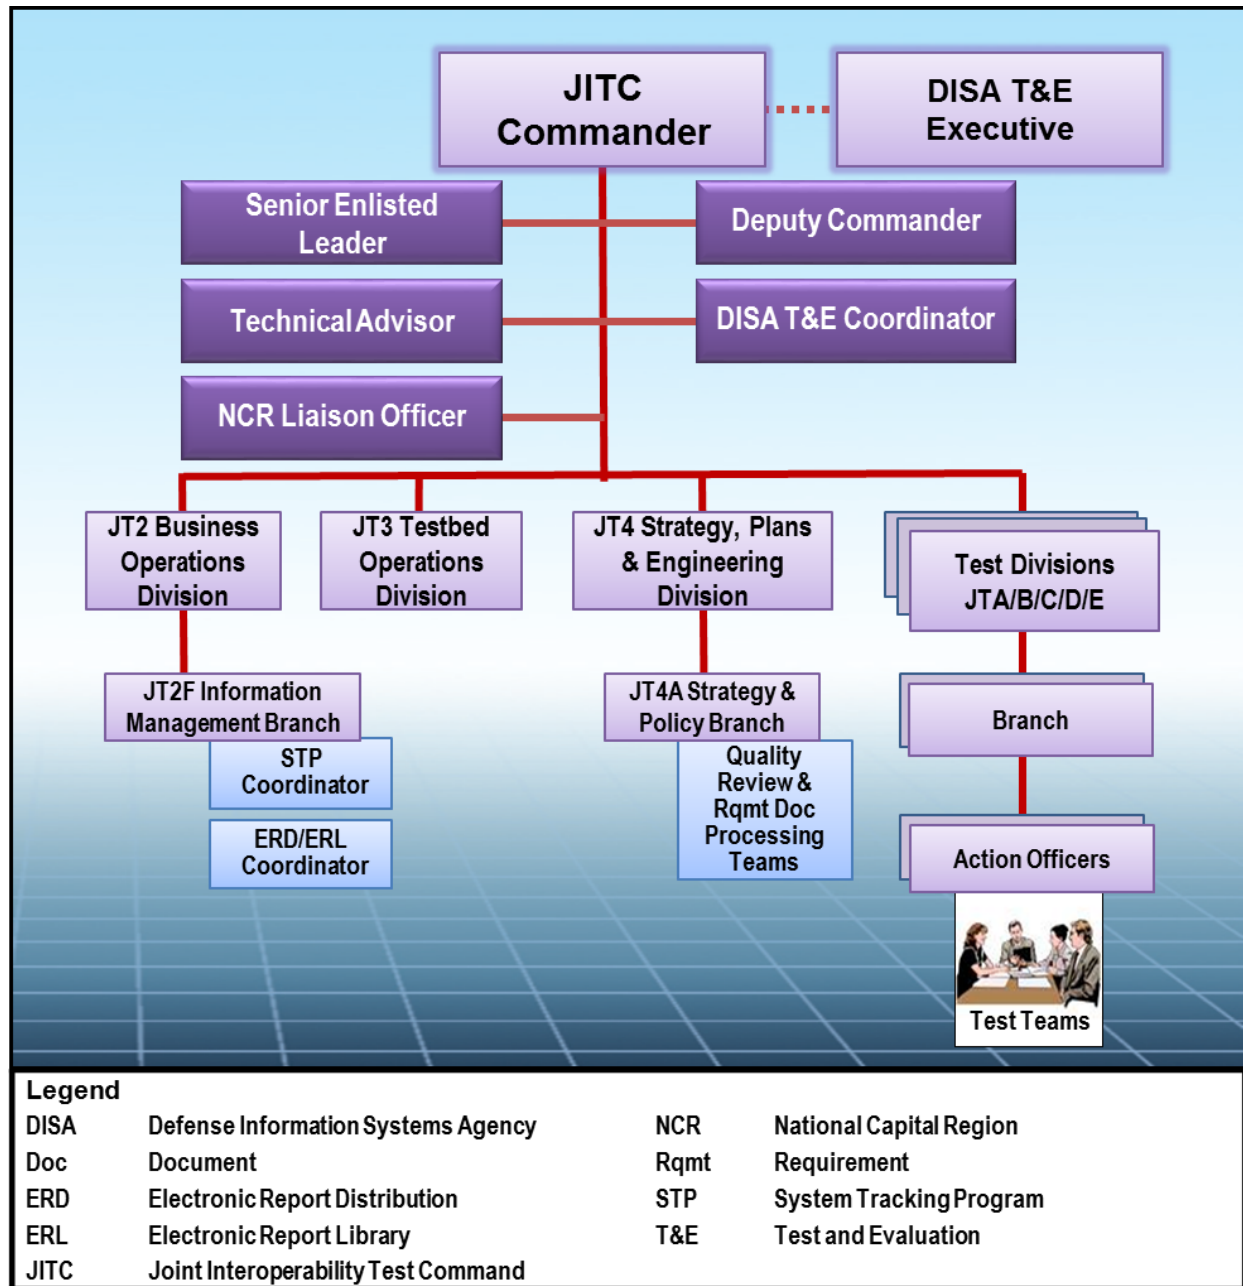 JITC
Commander
DISA T&E
Executive
Senior Enlisted
Leader
Deputy Commander
Technical Advisor
DISA T&E Coordinator
NCR Liaison Officer
JT2 Business
Operations
Division
JT3 Testbed
Operations
Division
JT4 Strategy, Plans
& Engineering
Division
Test Divisions
JTA/B/C/D/E
JT2F Information
Management Branch
STP
Coordinator
ERD/ERL
Coordinator
JT4A Strategy &
Policy Branch
Quality
Review &
Rqmt Doc
Processing
Teams
Branch
Action Officers
Test Teams
Legend
DISA Defense Information Systems Agency
Doc Document
ERD Electronic Report Distribution
ERL Electronic Report Library
JITC Joint Interoperability Test Command
NCR National Capital Region
Rqmt Requirement
STP System Tracking Program
T&E Test and Evaluation